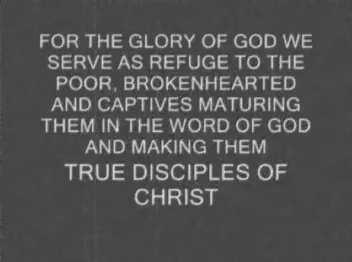 FOR THE GLORY OF GOD WE
SERVE AS REFUGE TO THE
POOR, BROKENHEARTED
AND CAPTIVES MATURING
THEM IN THE WORD OF GOD
AND MAKING THEM
TRUE DISCIPLES OF
CHRIST